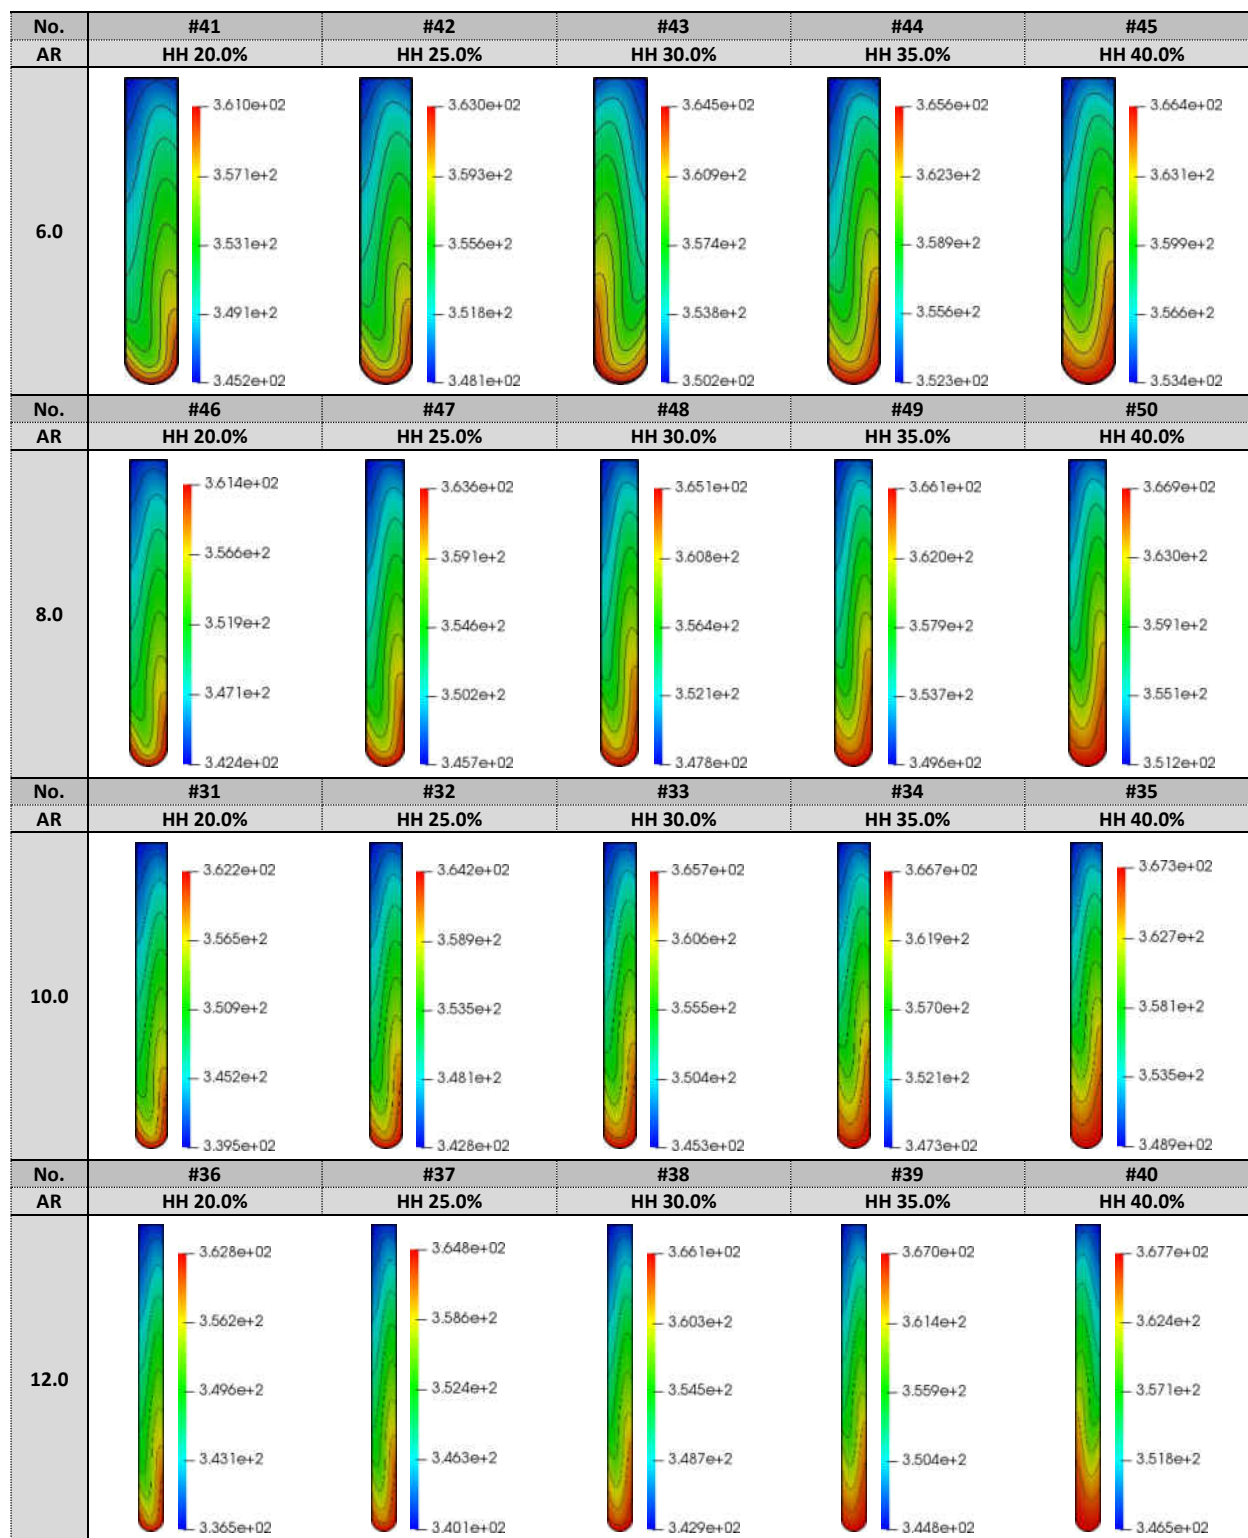 No. #41 #42 #43 #44 #45
AR HH 20.0% HH 25.0% HH 30.0% HH 35.0% HH 40.0%
3.610e+02 3.630e+02 3.645e+02 3.656e+02 3.664e+02
3.571e+2 3.593e+2 3.609e+2 3.623e+2 3.631e+2
6.0
3.531e+2 3.556e+2 3.574e+2 3.589e+2 3.599e+2
3.491e+2 3.518e+2 3.538e+2 3.556e+2 3.566e+2
3.452e+02 3.481e+02 3.502e+02 3.523e+02 3.534e+02
No. #46 #47 #48 #49 #50
AR HH 20.0% HH 25.0% HH 30.0% HH 35.0% HH 40.0%
3.614e+02 3.636e+02 3.651e+02 3.661e+02 3.669e+02
3.566e+2 3.591e+2 3.608e+2 3.620e+2 3.630e+2
8.0
3.519e+2 3.546e+2 3.564e+2 3.579e+2 3.591e+2
3.471e+2 3.502e+2 3.521e+2 3.537e+2 3.551e+2
3.424e+02 3.457e+02 3.478e+02 3.496e+02 3.512e+02
No. #31 #32 #33 #34 #35
AR HH 20.0% HH 25.0% HH 30.0% HH 35.0% HH 40.0%
3.622e+02 3.642e+02 3.657e+02 3.667e+02 3.673e+02
3.565e+2 3.589e+2 3.606e+2 3.619e+2 3.627e+2
10.0
3.509e+2 3.535e+2 3.555e+2 3.570e+2 3.581e+2
3.452e+2 3.481e+2 3.504e+2 3.521e+2 3.535e+2
3.395e+02 3.428e+02 3.453e+02 3.473e+02 3.489e+02
No. #36 #37 #38 #39 #40
AR HH 20.0% HH 25.0% HH 30.0% HH 35.0% HH 40.0%
3.628e+02 3.648e+02 3.661e+02 3.670e+02 3.677e+02
3.562e+2 3.586e+2 3.603e+2 3.614e+2 3.624e+2
12.0
3.496e+2 3.524e+2 3.545e+2 3.559e+2 3.571e+2
3.431e+2 3.463e+2 3.487e+2 3.504e+2 3.518e+2
3.365e+02 3.401e+02 3.429e+02 3.448e+02 3.465e+02